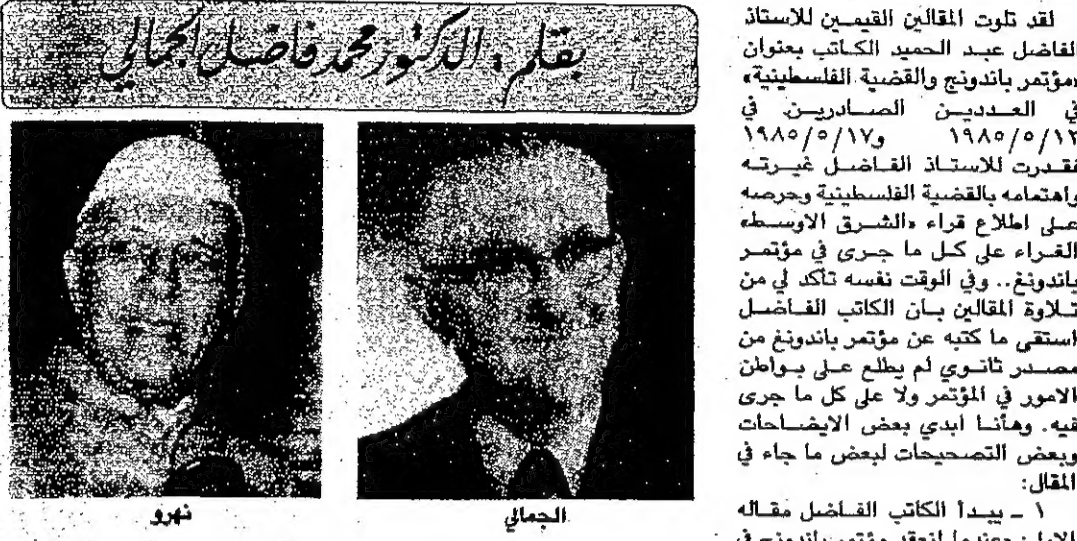 بقلم: الدكتور محمد فاضل الجمالي
لقد تلوت المقالين القيمين للاستاذ
الفاضل عبد الحميد الكاتب بعنوان
«مؤتمر باندونج والقضية الفلسطينية»
في العددين الصادرين في
١٩٨٥/٥/١٢ و١٩٨٥/٥/١٧
فقدرت للاستاذ الفاضل غيرته
واهتمامه بالقضية الفلسطينية وحرصه
على اطلاع قراء «الشرق الاوسط»
الغراء على كل ما جرى في مؤتمر
باندونغ.. وفي الوقت نفسه تأكد لي من
تلاوة المقالين بأن الكاتب الفاضل
استقى ما كتبه عن مؤتمر باندونغ من
مصدر ثانوي لم يطلع على بواطن
الامور في المؤتمر ولا على كل ما جرى
فيه. وهأنا ابدي بعض الايضاحات
وبعض التصحيحات لبعض ما جاء في
المقال:
١ ـ يبدأ الكاتب الفاضل مقاله
الجمالي
نهرو